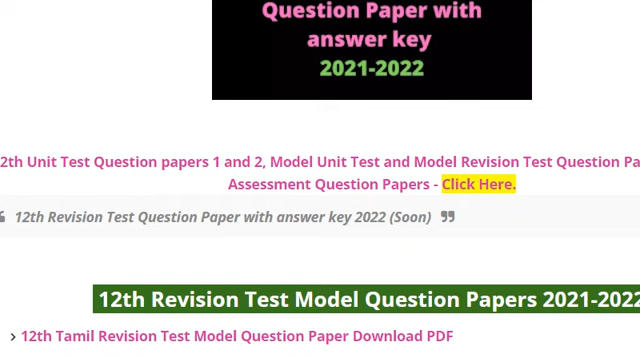 Question Paper with
answer key
2021-2022
2th Unit Test Question papers 1 and 2, Model Unit Test and Model Revision Test Question Pa
Assessment Question Papers - Click Here.
“ 12th Revision Test Question Paper with answer key 2022 (Soon) ”
12th Revision Test Model Question Papers 2021-2022
> 12th Tamil Revision Test Model Question Paper Download PDF